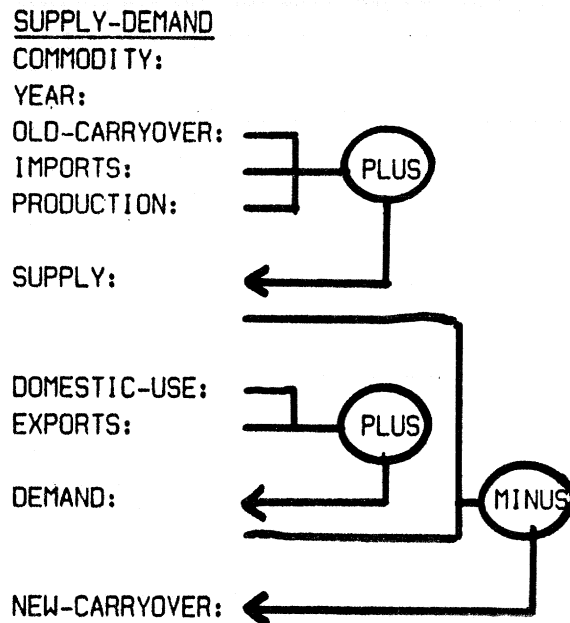 SUPPLY-DEMAND
COMMODITY:
YEAR:
OLD-CARRYOVER:
IMPORTS:
PLUS
PRODUCTION:
SUPPLY:
DOMESTIC-USE:
EXPORTS:
PLUS
DEMAND:
MINUS
NEW-CARRYOVER: